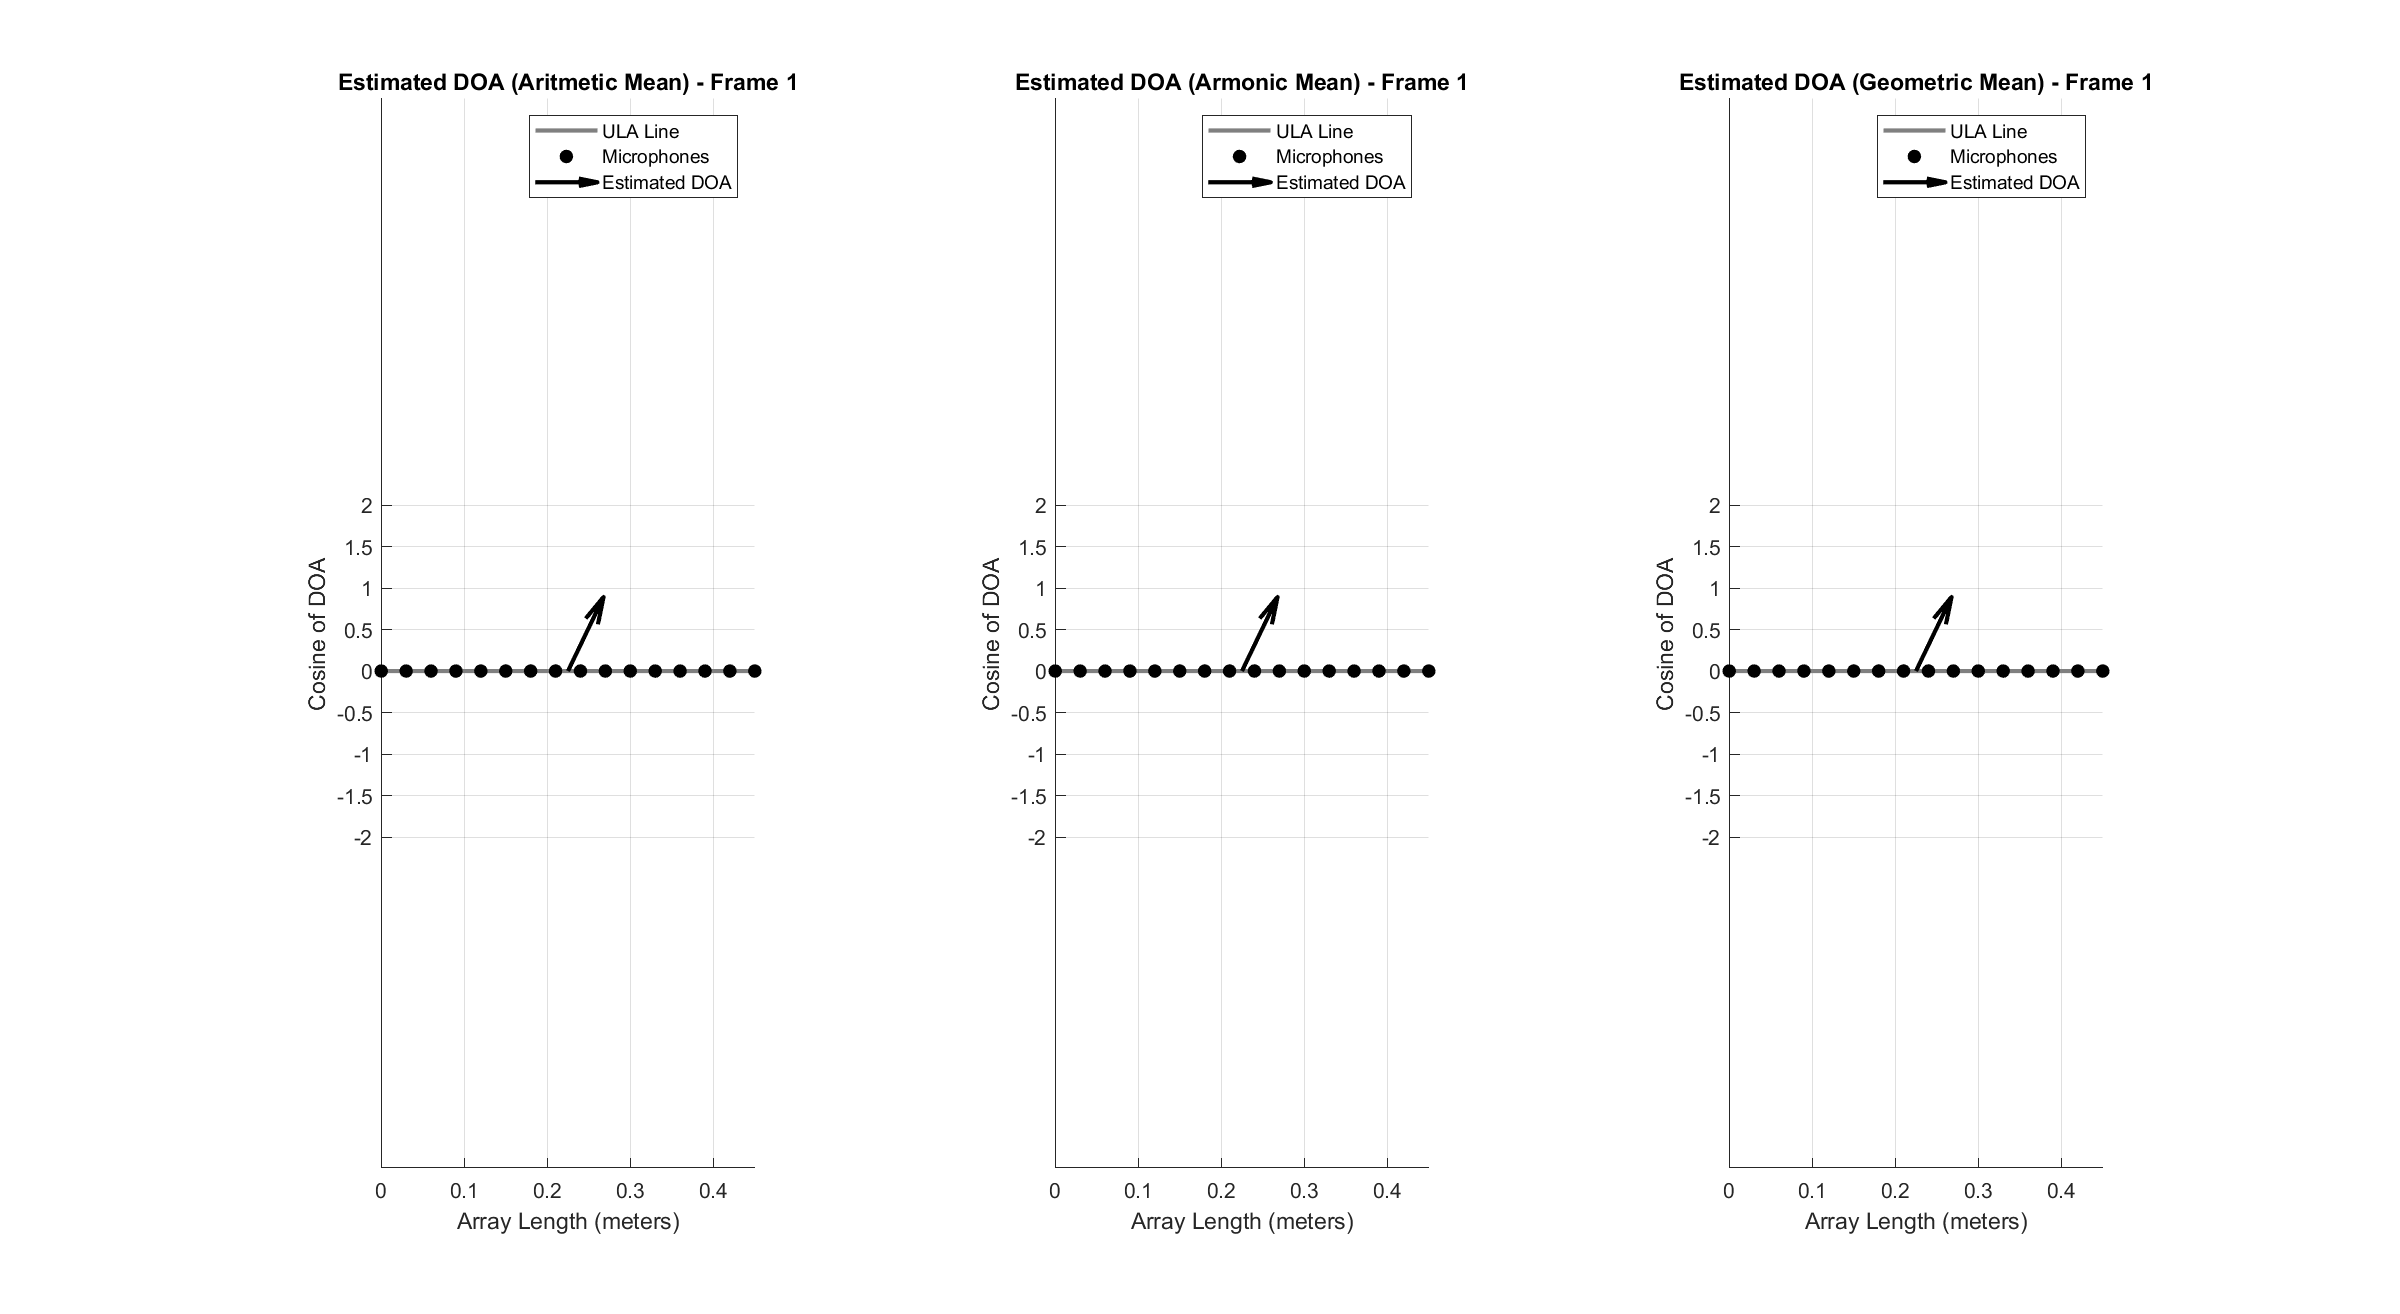 Estimated DOA (Aritmetic Mean) - Frame 1
ULA Line
Microphones
Estimated DOA
2
1.5
1
0.5
0
-0.5
-1
-1.5
-2
Cosine of DOA
0 0.1 0.2 0.3 0.4
Array Length (meters)
Estimated DOA (Armonic Mean) - Frame 1
ULA Line
Microphones
Estimated DOA
2
1.5
1
0.5
0
-0.5
-1
-1.5
-2
Cosine of DOA
0 0.1 0.2 0.3 0.4
Array Length (meters)
Estimated DOA (Geometric Mean) - Frame 1
ULA Line
Microphones
Estimated DOA
2
1.5
1
0.5
0
-0.5
-1
-1.5
-2
Cosine of DOA
0 0.1 0.2 0.3 0.4
Array Length (meters)